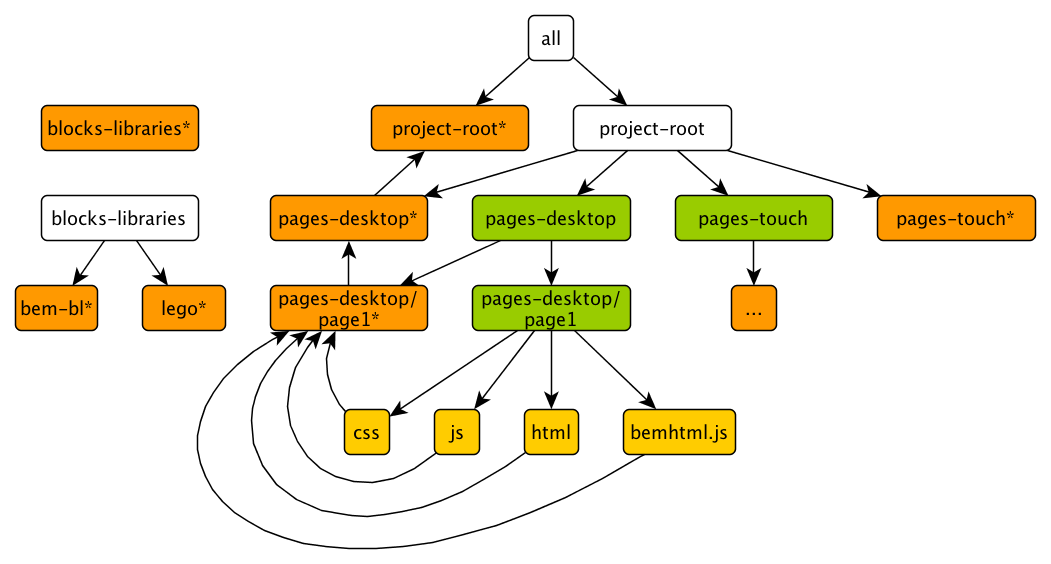 all
blocks-libraries*
project-root*
project-root
blocks-libraries
pages-desktop*
pages-desktop
pages-touch
pages-touch*
bem-bl*
lego*
pages-desktop/
page1*
pages-desktop/
page1
...
css
js
html
bemhtml.js